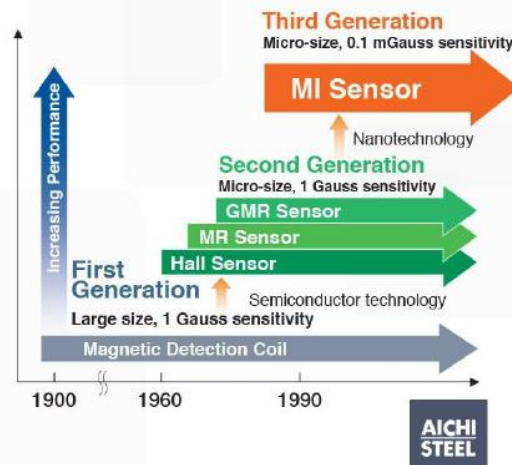 Third Generation
Micro-size, 0.1 mGauss sensitivity
MI Sensor
Nanotechnology
Second Generation
Micro-size, 1 Gauss sensitivity
GMR Sensor
MR Sensor
Hall Sensor
Increasing Performance
First
Generation
Semiconductor technology
Large size, 1 Gauss sensitivity
Magnetic Detection Coil
1900
1960
1990
AICHI
STEEL